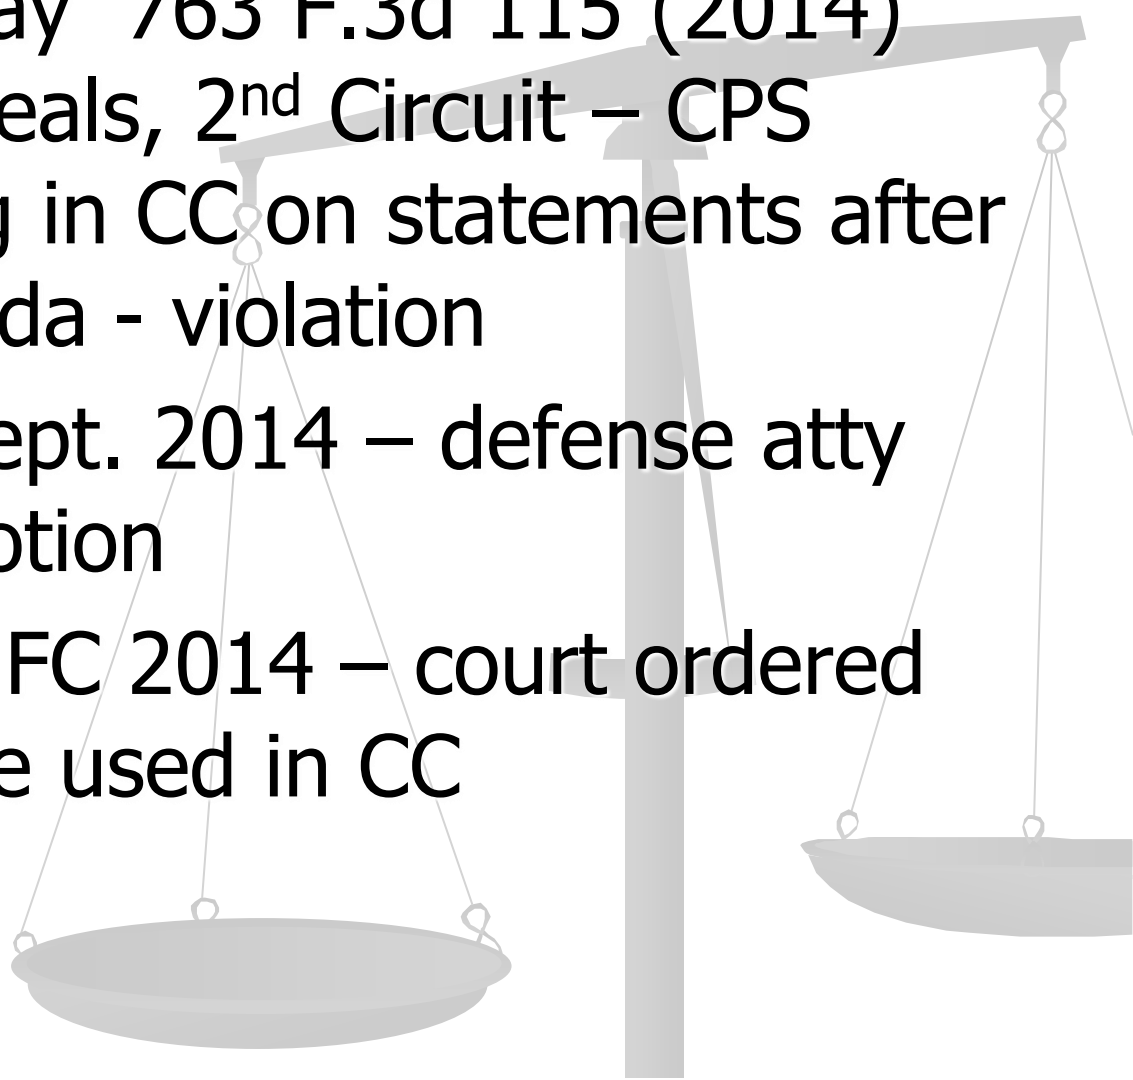 ay 763 F.3d 115 (2014)
eals, 2nd Circuit – CPS
g in CC on statements after
da - violation
ept. 2014 – defense atty
otion
FC 2014 – court ordered
e used in CC